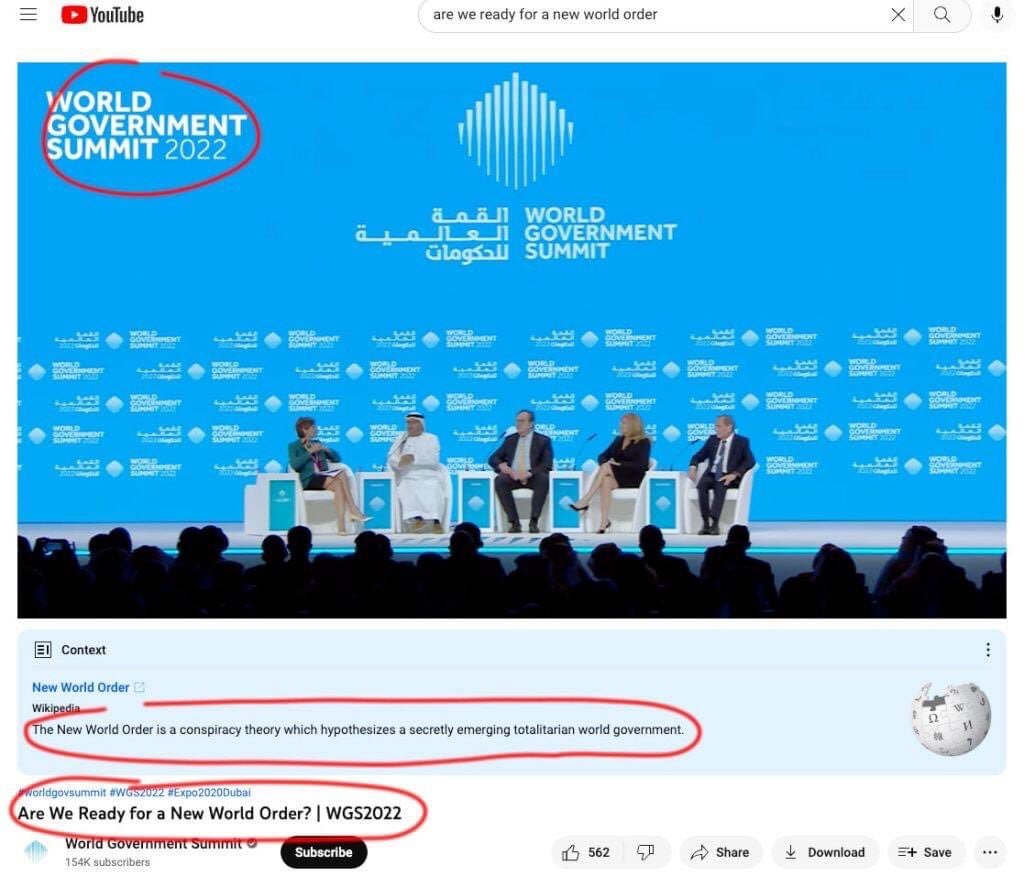 YouTube
are we ready for a new world order
WORLD
GOVERNMENT
SUMMIT 2022
القمة
العالمية
للحكومات
WORLD
GOVERNMENT
SUMMIT
Context
New World Order
Wikipedia
The New World Order is a conspiracy theory which hypothesizes a secretly emerging totalitarian world government.
#worldgovsummit #WGS2022 #Expo2020Dubai
Are We Ready for a New World Order? | WGS2022
World Government Summit
154K subscribers
Subscribe
562
Share
Download
Save